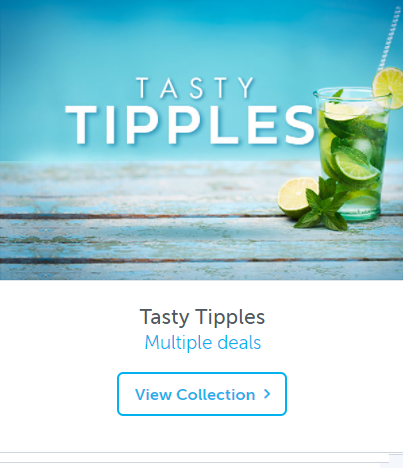 TASTY
TIPPLES
Tasty Tipples
Multiple deals
View Collection